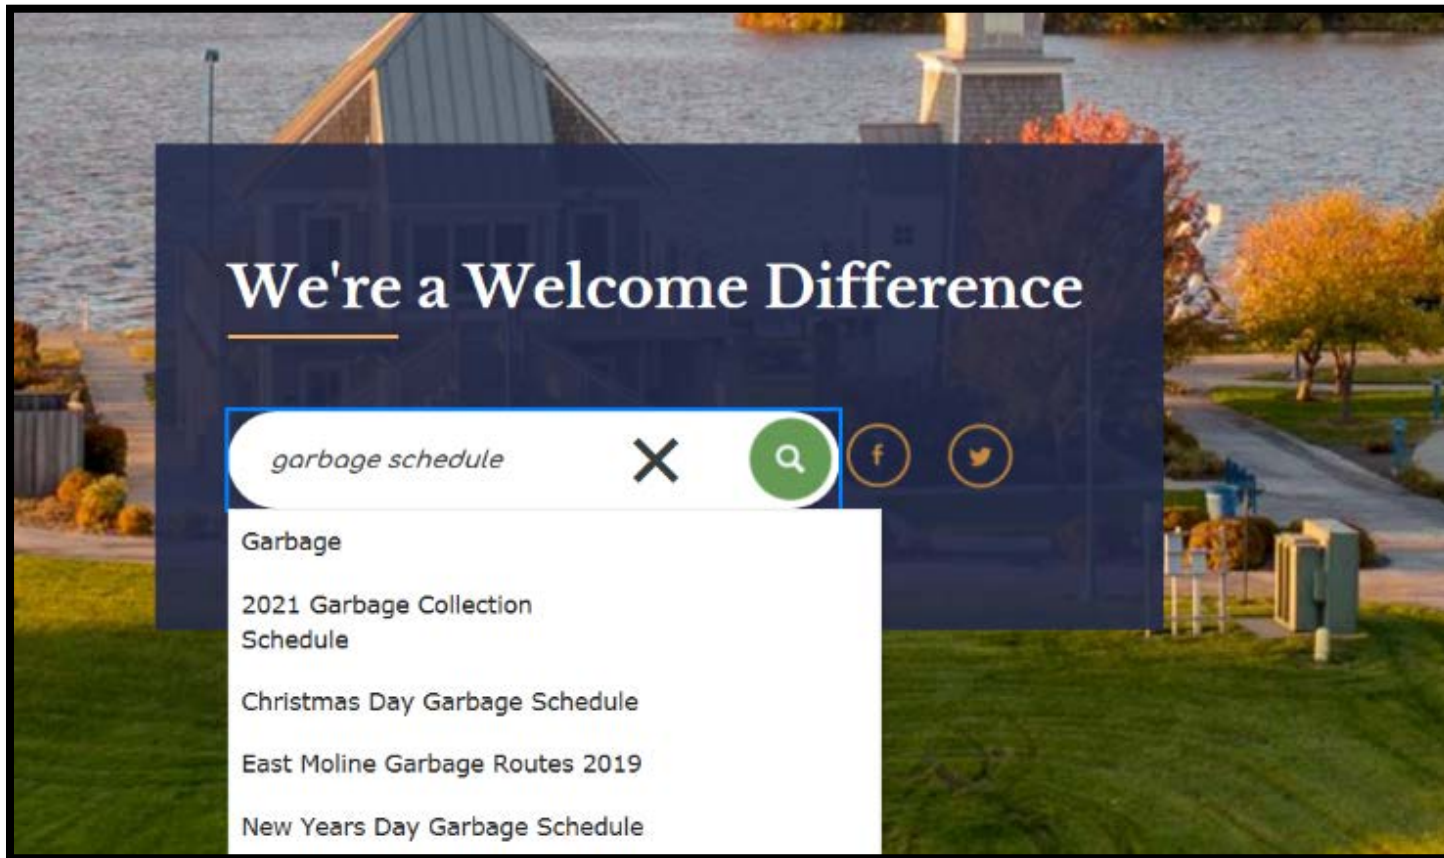 We're a Welcome Difference
garbage schedule
Garbage
2021 Garbage Collection
Schedule
Christmas Day Garbage Schedule
East Moline Garbage Routes 2019
New Years Day Garbage Schedule